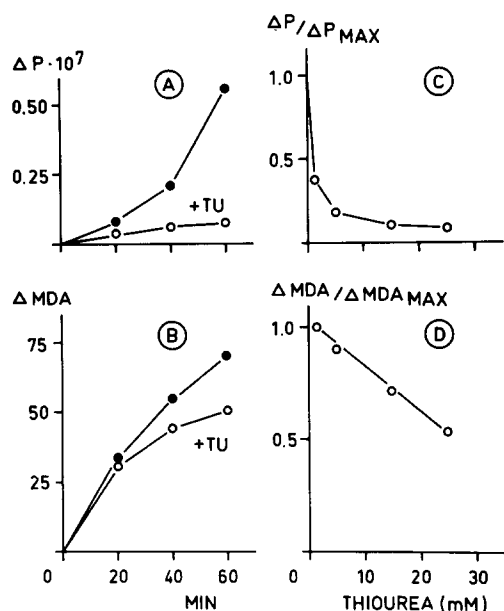 ΔP·10⁷
0.50
0.25
0
A
+TU
ΔP/ΔP MAX
1.0
0.5
C
ΔMDA
75
50
25
B
+TU
0 20 40 60
MIN
ΔMDA/ΔMDA MAX
1.0
0.5
D
0 10 20 30
THIOUREA (mM)